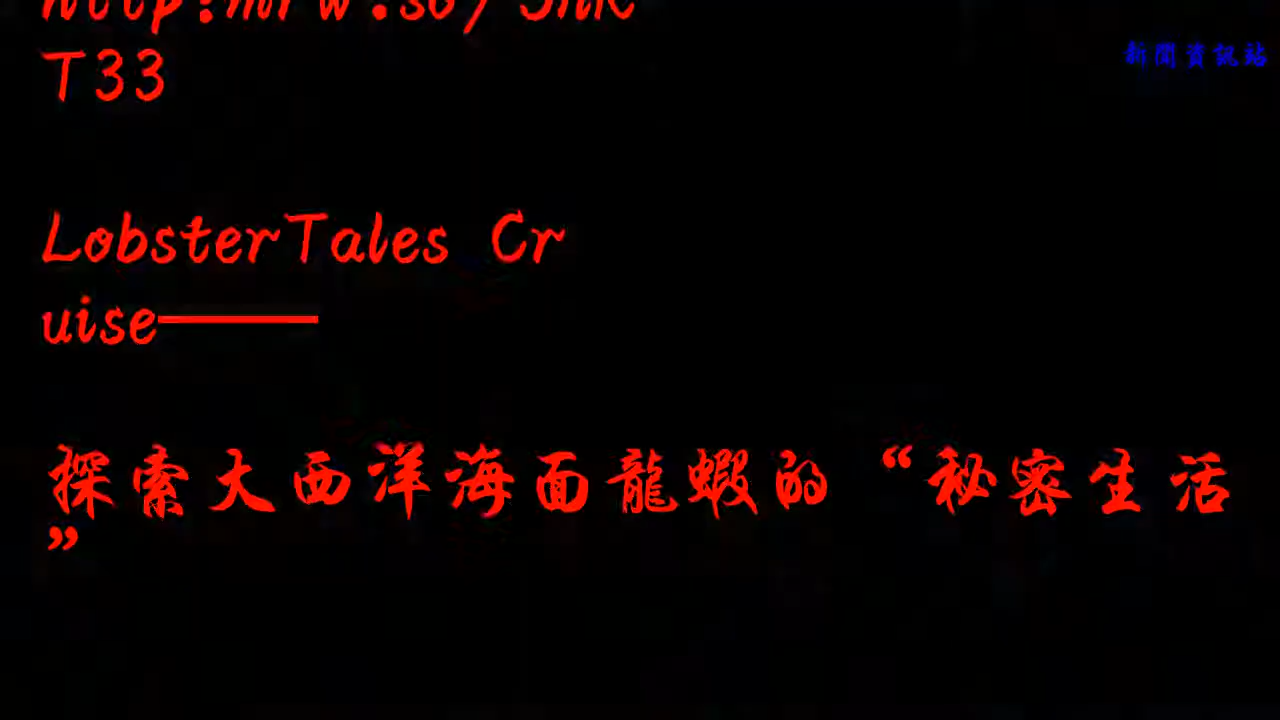 新聞資訊站
T33
LobsterTales Cr
uise————
探索大西洋海面龍蝦的“秘密生活
”